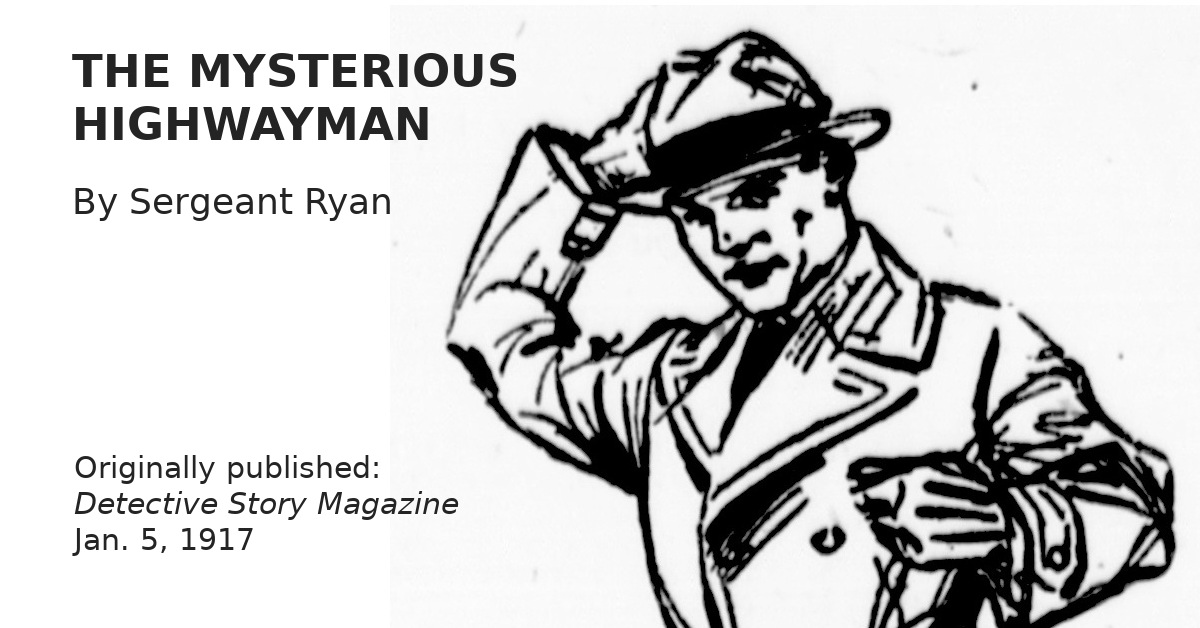 THE MYSTERIOUS
HIGHWAYMAN
By Sergeant Ryan
Originally published:
Detective Story Magazine
Jan. 5, 1917